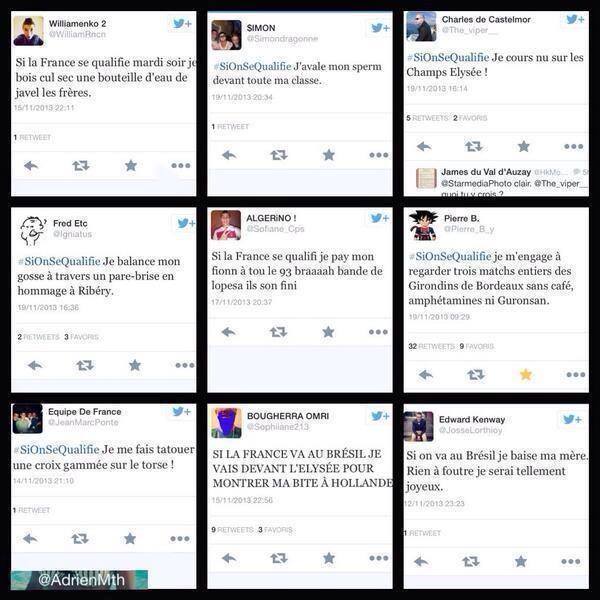 Williamenko 2
@WilliamRncn
Si la France se qualifie mardi soir je
bois cul sec une bouteille d'eau de
javel les frères.
15/11/2013 22:11
1 RETWEET
$IMON
@Simondragonne
#SiOnSeQualifie J'avale mon sperm
devant toute ma classe.
19/11/2013 20:34
1 RETWEET
Charles de Castelmor
@The_viper__
#SiOnSeQualifie Je cours nu sur les
Champs Elysée !
19/11/2013 16:14
5 RETWEETS 2 FAVORIS
James du Val d'Auzay @HkMo...
@StarmediaPhoto clair. @The_viper__
quoi tu y crois ?
Fred Etc
@Igniatus
#SiOnSeQualifie Je balance mon
gosse à travers un pare-brise en
hommage à Ribéry.
19/11/2013 16:36
2 RETWEETS 3 FAVORIS
ALGERiNO !
@Sofiane_Cps
Si la France se qualifi je pay mon
fionn à tou le 93 braaaah bande de
lopesa ils son fini
17/11/2013 20:37
Pierre B.
@Pierre_B_y
#SiOnSeQualifie je m'engage à
regarder trois matchs entiers des
Girondins de Bordeaux sans café,
amphétamines ni Guronsan.
19/11/2013 09:29
32 RETWEETS 9 FAVORIS
Equipe De France
@JeanMarcPonte
#SiOnSeQualifie Je me fais tatouer
une croix gammée sur le torse !
14/11/2013 21:10
1 RETWEET
@AdrienMth
BOUGHERRA OMRI
@Sophiiane213
SI LA FRANCE VA AU BRÉSIL JE
VAIS DEVANT L'ELYSÉE POUR
MONTRER MA BITE À HOLLANDE
15/11/2013 22:56
9 RETWEETS 3 FAVORIS
Edward Kenway
@JosseLorthioy
Si on va au Brésil je baise ma mère.
Rien à foutre je serai tellement
joyeux.
12/11/2013 23:23
1 RETWEET